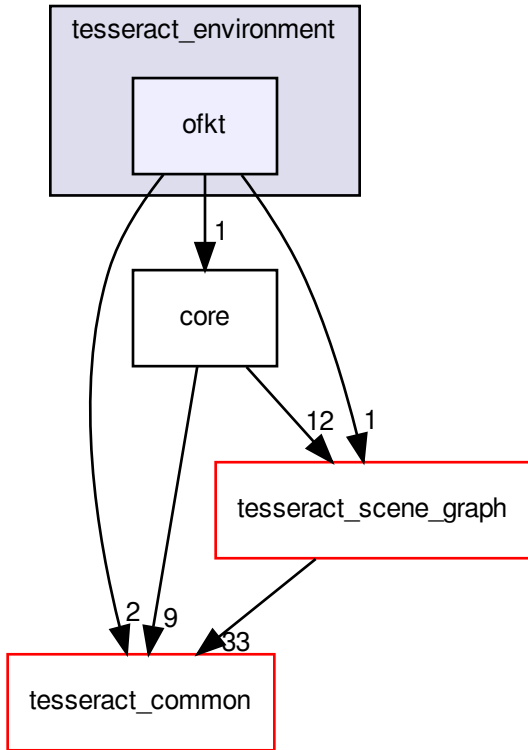 tesseract_environment
ofkt
1
core
12
1
tesseract_scene_graph
2
9
33
tesseract_common